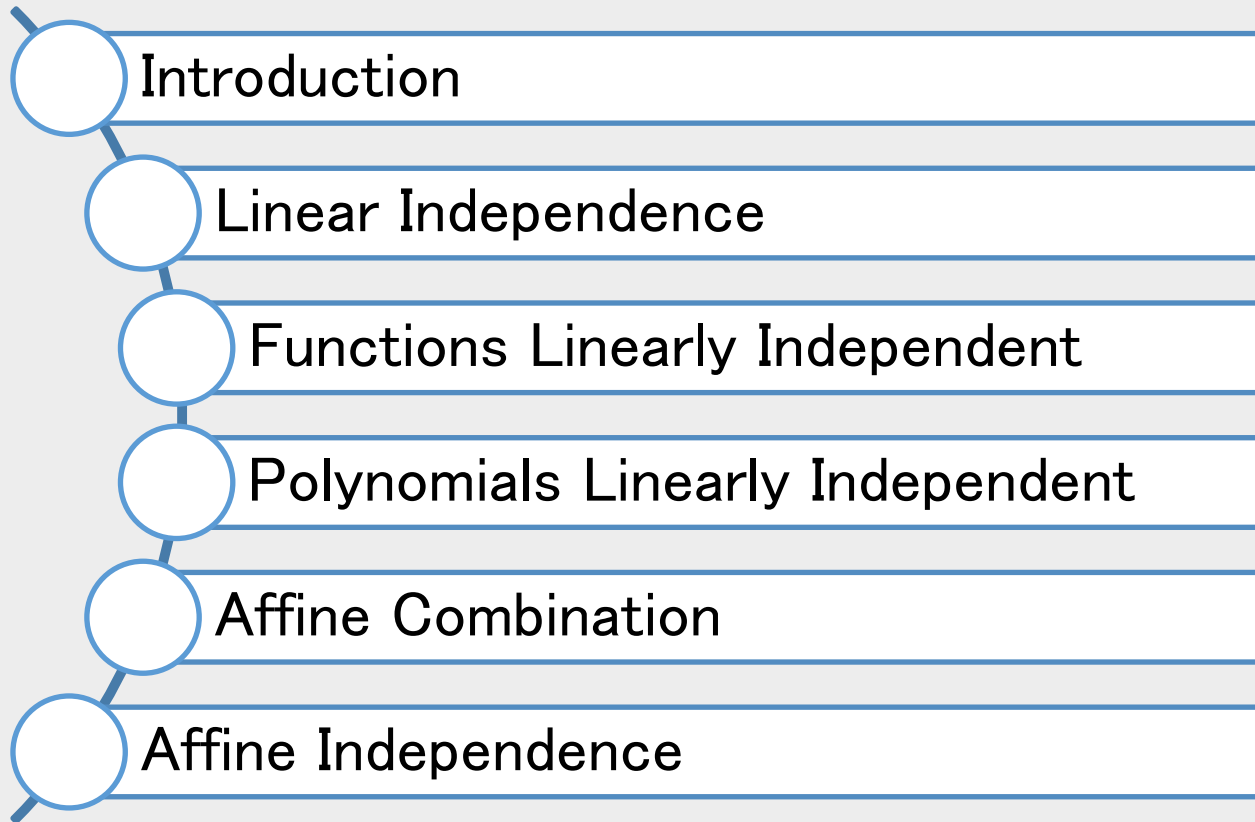 Introduction
Linear Independence
Functions Linearly Independent
Polynomials Linearly Independent
Affine Combination
Affine Independence